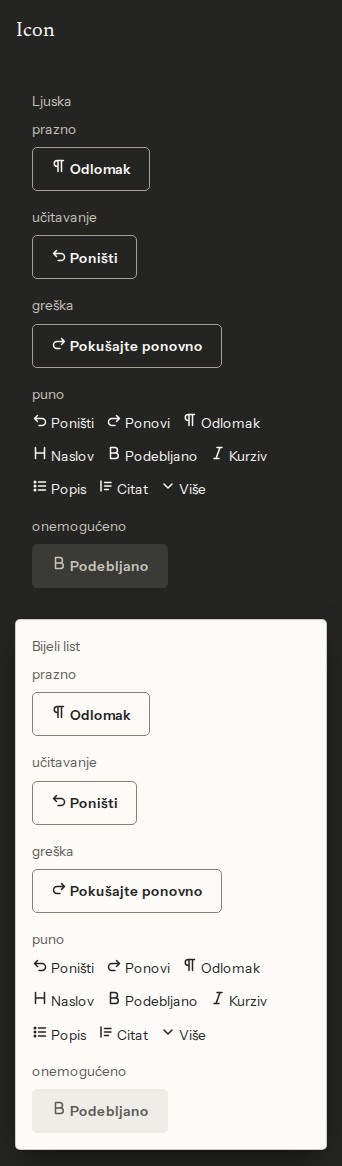 Icon
Ljuska
prazno
Odlomak
učitavanje
Poništi
greška
Pokušajte ponovno
puno
Poništi Ponovi Odlomak
Naslov Podebljano Kurziv
Popis Citat Više
onemogućeno
Podebljano
Bijeli list
prazno
Odlomak
učitavanje
Poništi
greška
Pokušajte ponovno
puno
Poništi Ponovi Odlomak
Naslov Podebljano Kurziv
Popis Citat Više
onemogućeno
Podebljano